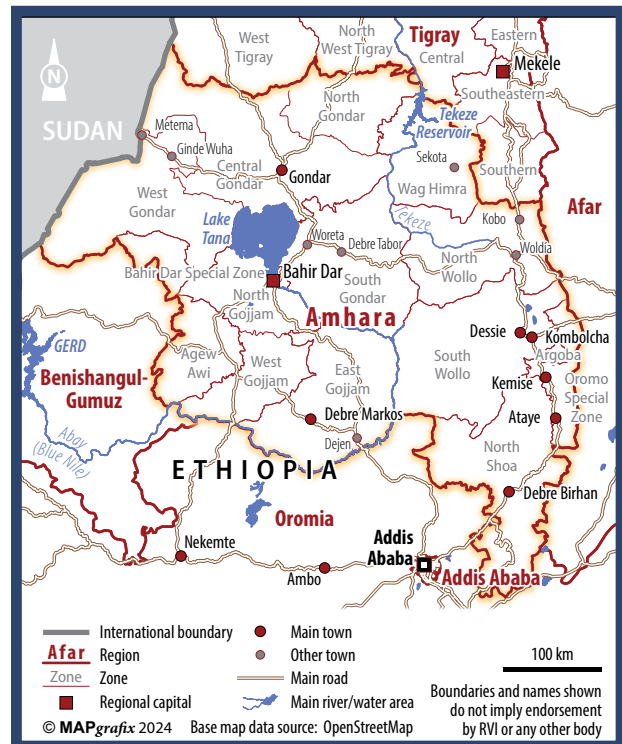 West
Tigray
North
West Tigray
Tigray
Central
Eastern
Mekele
Southeastern
N
SUDAN
North
Gondar
Tekeze
Reservoir
Metema
Ginde Wuha
Central
Gondar
Gondar
Sekota
Southern
Wag Himra
West
Gondar
Afar
Lake
Tana
Tekeze
Kobo
Woreta
Debre Tabor
Woldia
Bahir Dar Special Zone
Bahir Dar
North
Wollo
South
Gondar
North
Gojjam
Amhara
GERD
Dessie
Kombolcha
Argoba
Agew
Awi
West
Gojjam
East
Gojjam
South
Wollo
Benishangul-
Gumuz
Kemise
Oromo
Special
Zone
Debre Markos
Ataye
Abay
(Blue Nile)
Dejen
North
Shoa
ETHIOPIA
Debre Birhan
Oromia
Addis
Ababa
Nekemte
Ambo
Addis Ababa
International boundary
Main town
Afar
Region
Other town
100 km
Zone
Zone
Main road
Regional capital
Main river/water area
Boundaries and names shown
do not imply endorsement
by RVI or any other body
© MAPgrafix 2024
Base map data source: OpenStreetMap